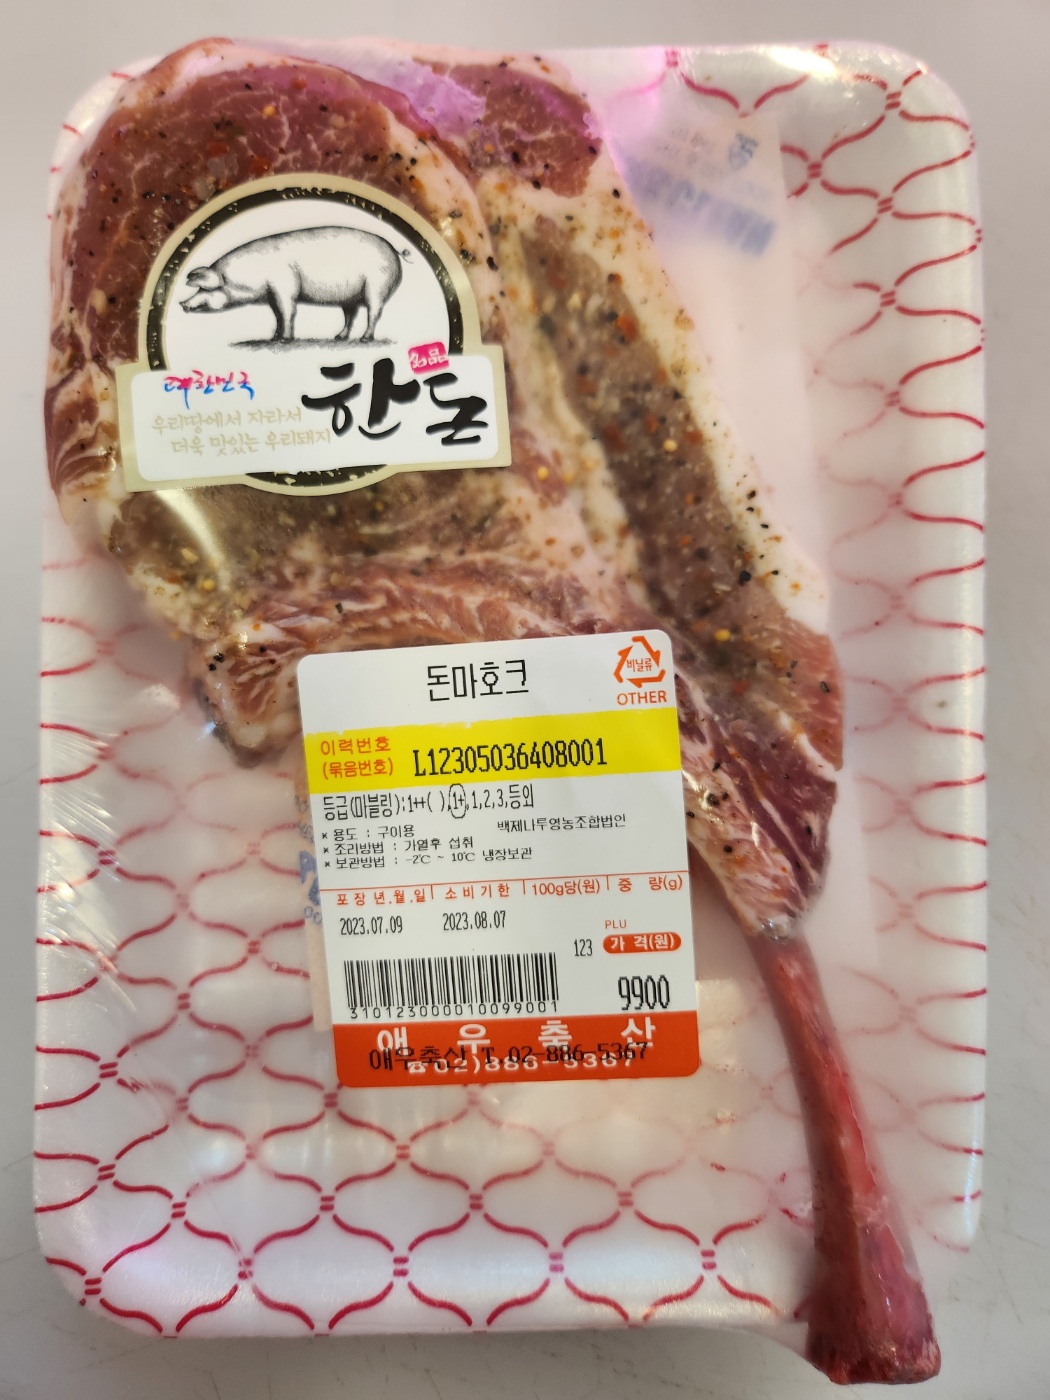 名品
대한민국
한돈
우리땅에서 자라서
더욱 맛있는 우리돼지
돈마호크
비닐류
OTHER
이력번호
(묶음번호)
L12305036408001
등급(마블링):1++( ),1+,1,2,3,등외
* 용도 : 구이용
백제나루영농조합법인
* 조리방법 : 가열후 섭취
* 보관방법 : -2℃ ~ 10℃ 냉장보관
포장년.월.일 소비기한 100g당(원) 중 량(g)
2023.07.09 2023.08.07
PLU
123 가 격(원)
9900
3101230000010099001
애 우 축 산
애우축산 T.02-886-5367
☎02)886-5367